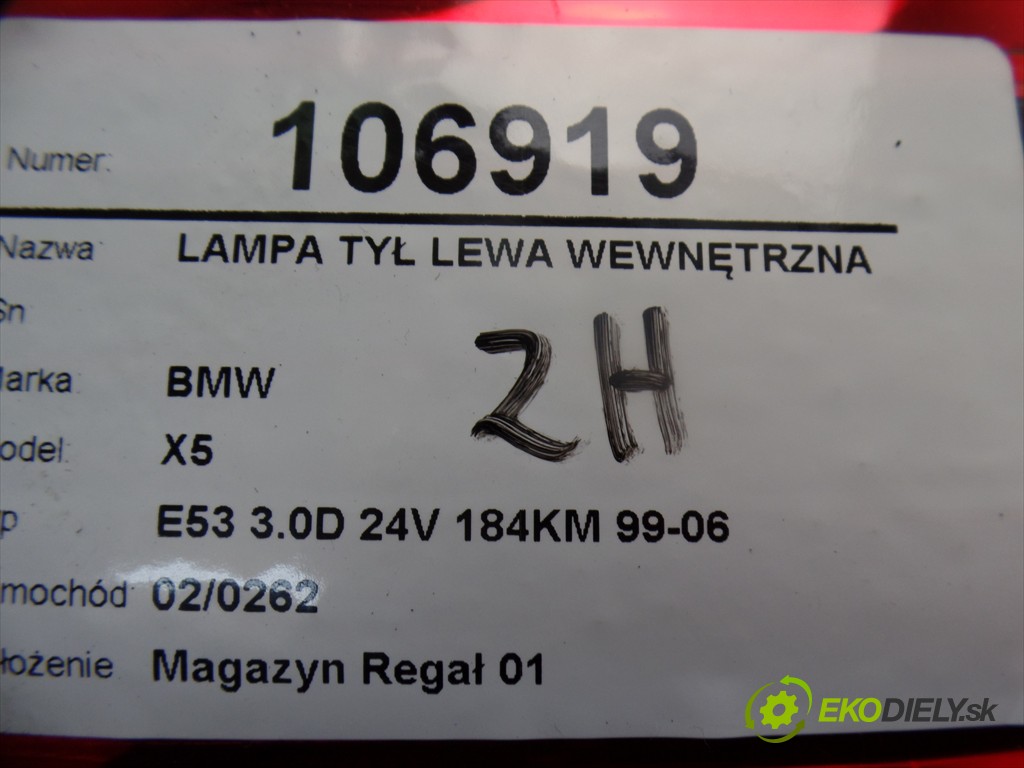 Numer: 106919
Nazwa LAMPA TYŁ LEWA WEWNĘTRZNA
Sn
Marka BMW
2H
odel: X5
p E53 3.0D 24V 184KM 99-06
mochód 02/0262
łożenie Magazyn Regał 01
EKODIELY.sk